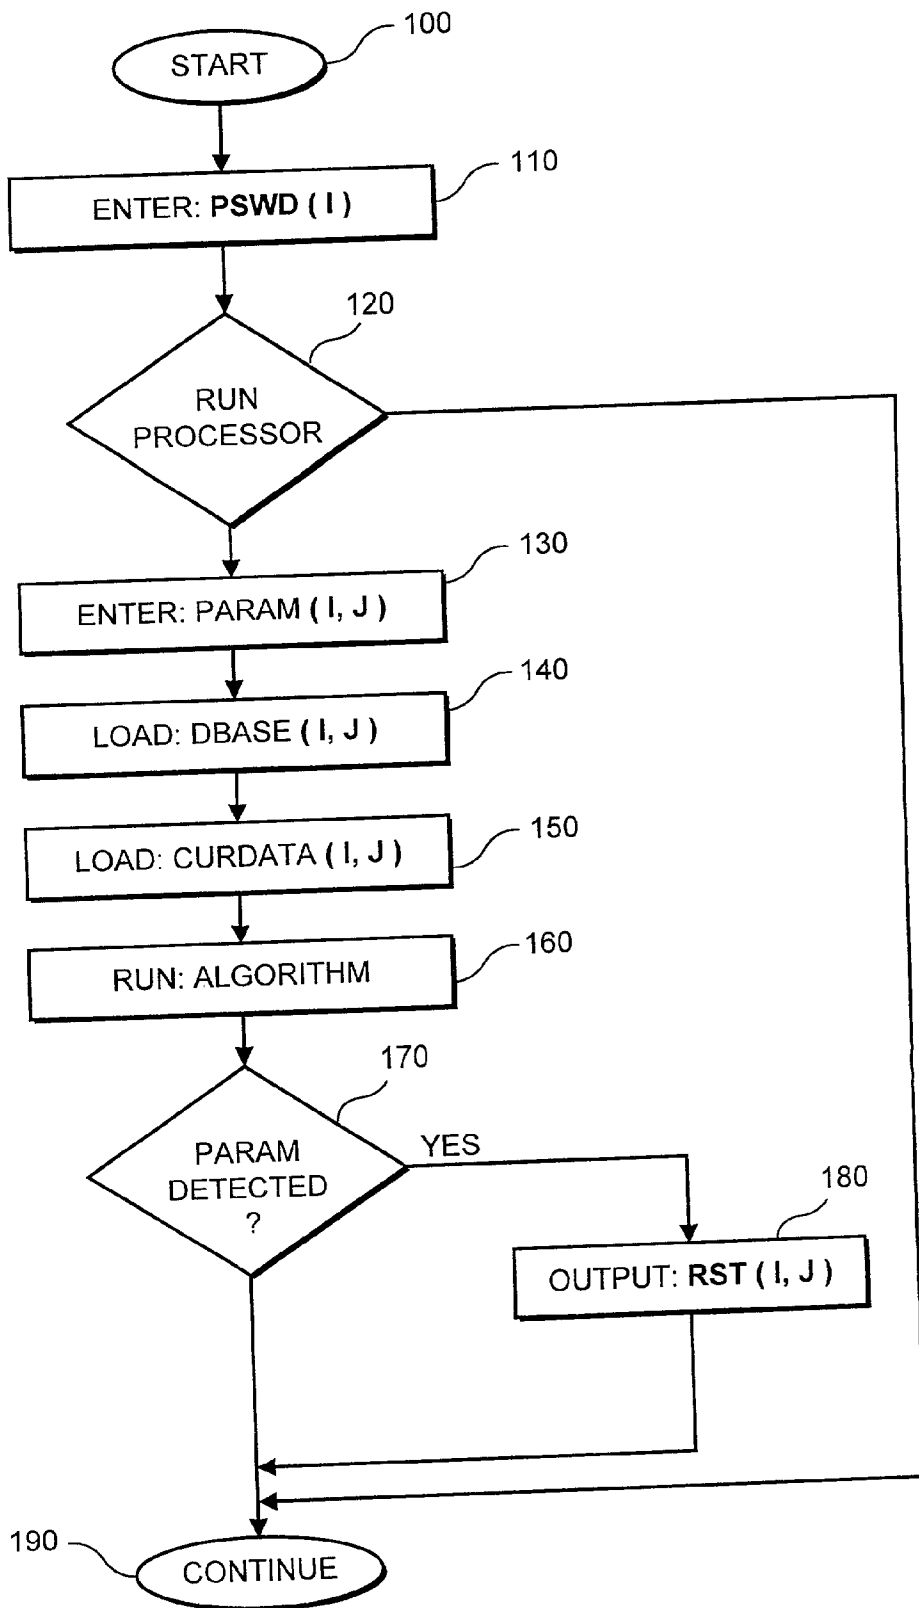 100
START
110
ENTER: PSWD ( I )
120
RUN
PROCESSOR
130
ENTER: PARAM ( I, J )
140
LOAD: DBASE ( I, J )
150
LOAD: CURDATA ( I, J )
160
RUN: ALGORITHM
170
PARAM
DETECTED
?
YES
180
OUTPUT: RST ( I, J )
190
CONTINUE